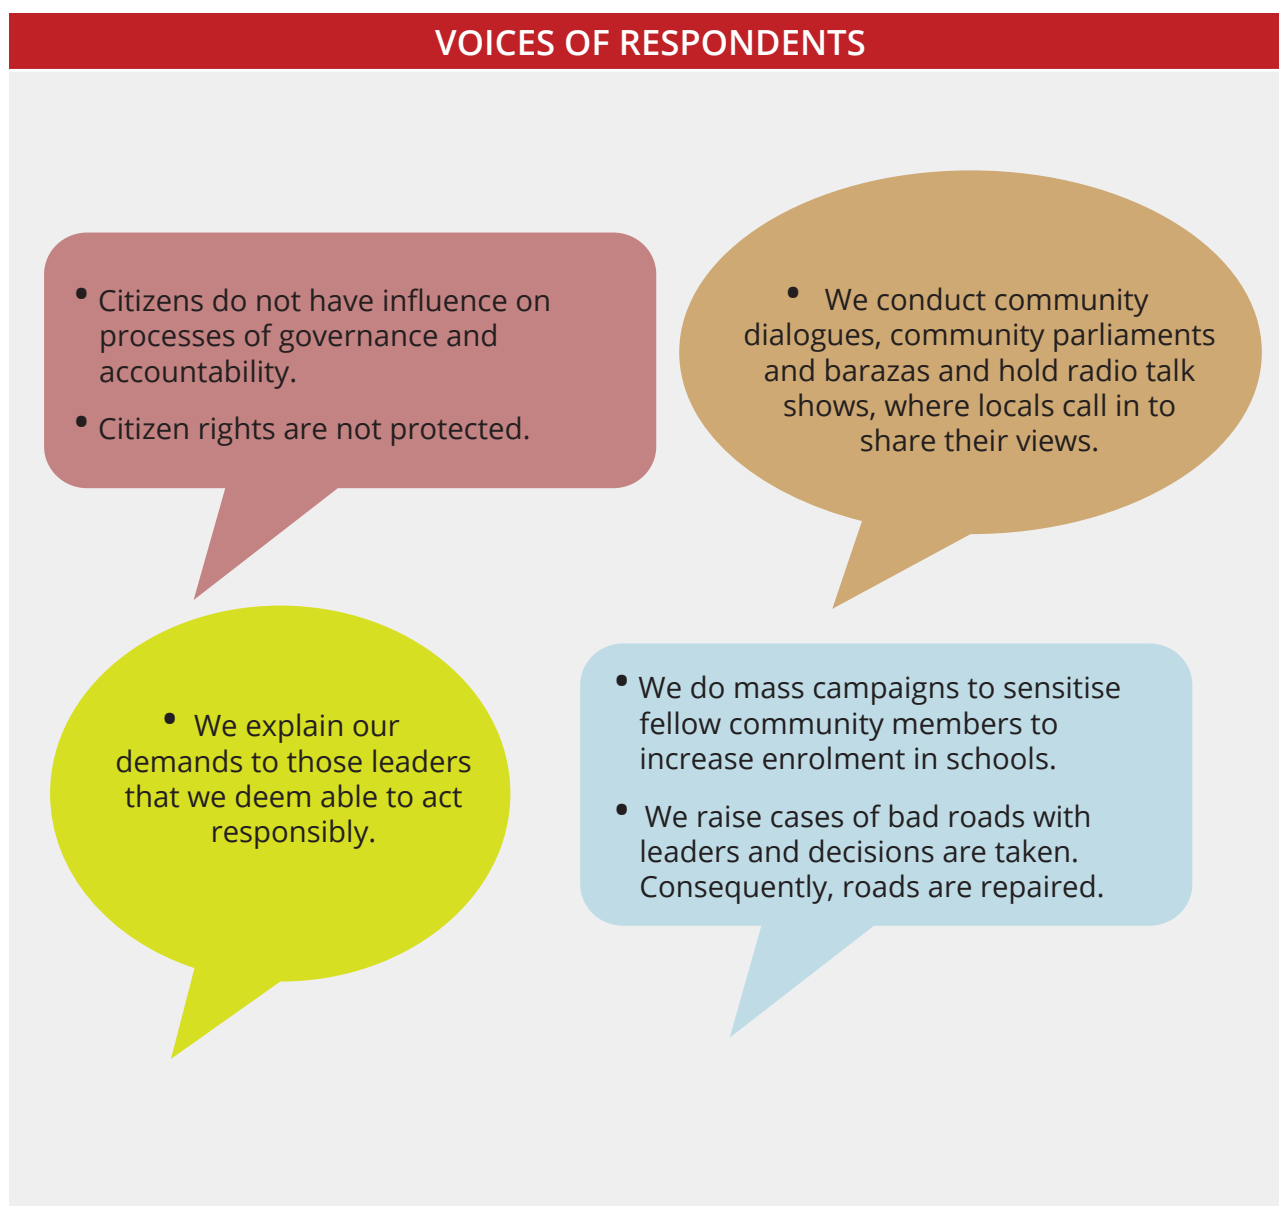 VOICES OF RESPONDENTS
• Citizens do not have influence on
processes of governance and
accountability.
• Citizen rights are not protected.
• We conduct community
dialogues, community parliaments
and barazas and hold radio talk
shows, where locals call in to
share their views.
• We explain our
demands to those leaders
that we deem able to act
responsibly.
• We do mass campaigns to sensitise
fellow community members to
increase enrolment in schools.
• We raise cases of bad roads with
leaders and decisions are taken.
Consequently, roads are repaired.